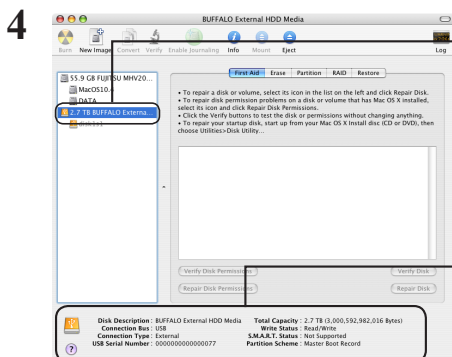 4
BUFFALO External HDD Media
Burn New Image Convert Verify Enable Journaling Info Mount Eject Log
First Aid Erase Partition RAID Restore
55.9 GB FUJITSU MHV20...
MacOS10.4
DATA
2.7 TB BUFFALO Externa...
disk1s1
• To repair a disk or volume, select its icon in the list on the left and click Repair Disk.
• To repair disk permission problems on a disk or volume that has Mac OS X installed,
select its icon and click Repair Disk Permissions.
• Click the Verify buttons to test the disk or permissions without changing anything.
• To repair your startup disk, start up from your Mac OS X Install disc (CD or DVD), then
choose Utilities>Disk Utility...
Verify Disk Permissions Verify Disk
Repair Disk Permissions Repair Disk
Disk Description : BUFFALO External HDD Media Total Capacity : 2.7 TB (3,000,592,982,016 Bytes)
Connection Bus : USB Write Status : Read/Write
Connection Type : External S.M.A.R.T. Status : Not Supported
USB Serial Number : 0000000000000077 Partition Scheme : Master Boot Record
?